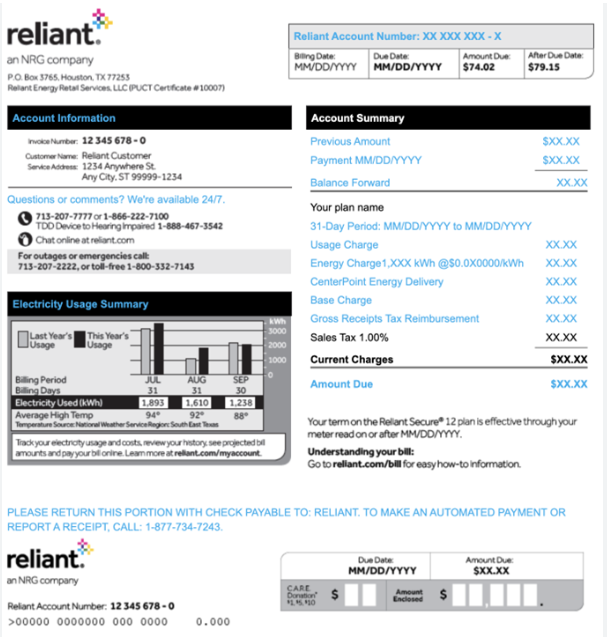 reliant.
an NRG company
P.O. Box 3765, Houston, TX 77253
Reliant Energy Retail Services, LLC (PUCT Certificate #10007)
Reliant Account Number: XX XXX XXX - X
Billing Date: Due Date: Amount Due: After Due Date:
MM/DD/YYYY MM/DD/YYYY $74.02 $79.15
Account Information
Invoice Number: 12 345 678 - 0
Customer Name: Reliant Customer
Service Address: 1234 Anywhere St.
Any City, ST 99999-1234
Questions or comments? We're available 24/7.
713-207-7777 or 1-866-222-7100
TDD Device to Hearing Impaired 1-888-467-3542
Chat online at reliant.com
For outages or emergencies call:
713-207-2222, or toll-free 1-800-332-7143
Electricity Usage Summary
Last Year's Usage This Year's Usage
kWh
3000
2000
1000
0
Billing Period JUL AUG SEP
Billing Days 31 31 30
Electricity Used (kWh) 1,893 1,610 1,238
Average High Temp 94° 92° 88°
Temperature Source: National Weather Service Region: South East Texas
Track your electricity usage and costs, review your history, see projected bill
amounts and pay your bill online. Learn more at reliant.com/myaccount.
Account Summary
Previous Amount $XX.XX
Payment MM/DD/YYYY $XX.XX
Balance Forward XX.XX
Your plan name
31-Day Period: MM/DD/YYYY to MM/DD/YYYY
Usage Charge XX.XX
Energy Charge1,XXX kWh @$0.0X0000/kWh XX.XX
CenterPoint Energy Delivery XX.XX
Base Charge XX.XX
Gross Receipts Tax Reimbursement XX.XX
Sales Tax 1.00% XX.XX
Current Charges $XX.XX
Amount Due $XX.XX
Your term on the Reliant Secure® 12 plan is effective through your
meter read on or after MM/DD/YYYY.
Understanding your bill:
Go to reliant.com/bill for easy how-to information.
PLEASE RETURN THIS PORTION WITH CHECK PAYABLE TO: RELIANT. TO MAKE AN AUTOMATED PAYMENT OR
REPORT A RECEIPT, CALL: 1-877-734-7243.
reliant.
an NRG company
Reliant Account Number: 12 345 678 - 0
>00000 0000000 000 0000 0.000
Due Date: Amount Due:
MM/DD/YYYY $XX.XX
C.A.R.E.
Donation*
$1, $5, $10
$
Amount
Enclosed
$ .